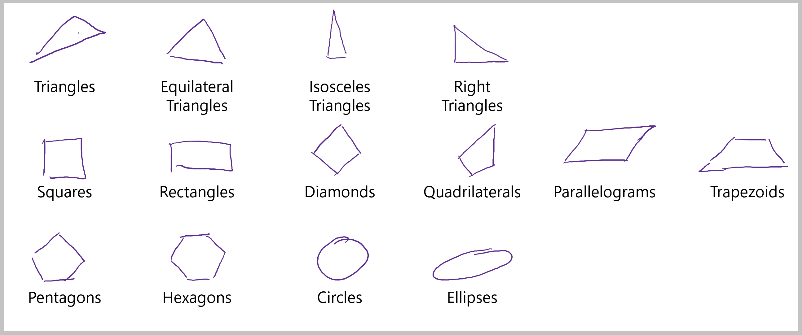 Triangles
Equilateral
Triangles
Isosceles
Triangles
Right
Triangles
Squares
Rectangles
Diamonds
Quadrilaterals
Parallelograms
Trapezoids
Pentagons
Hexagons
Circles
Ellipses